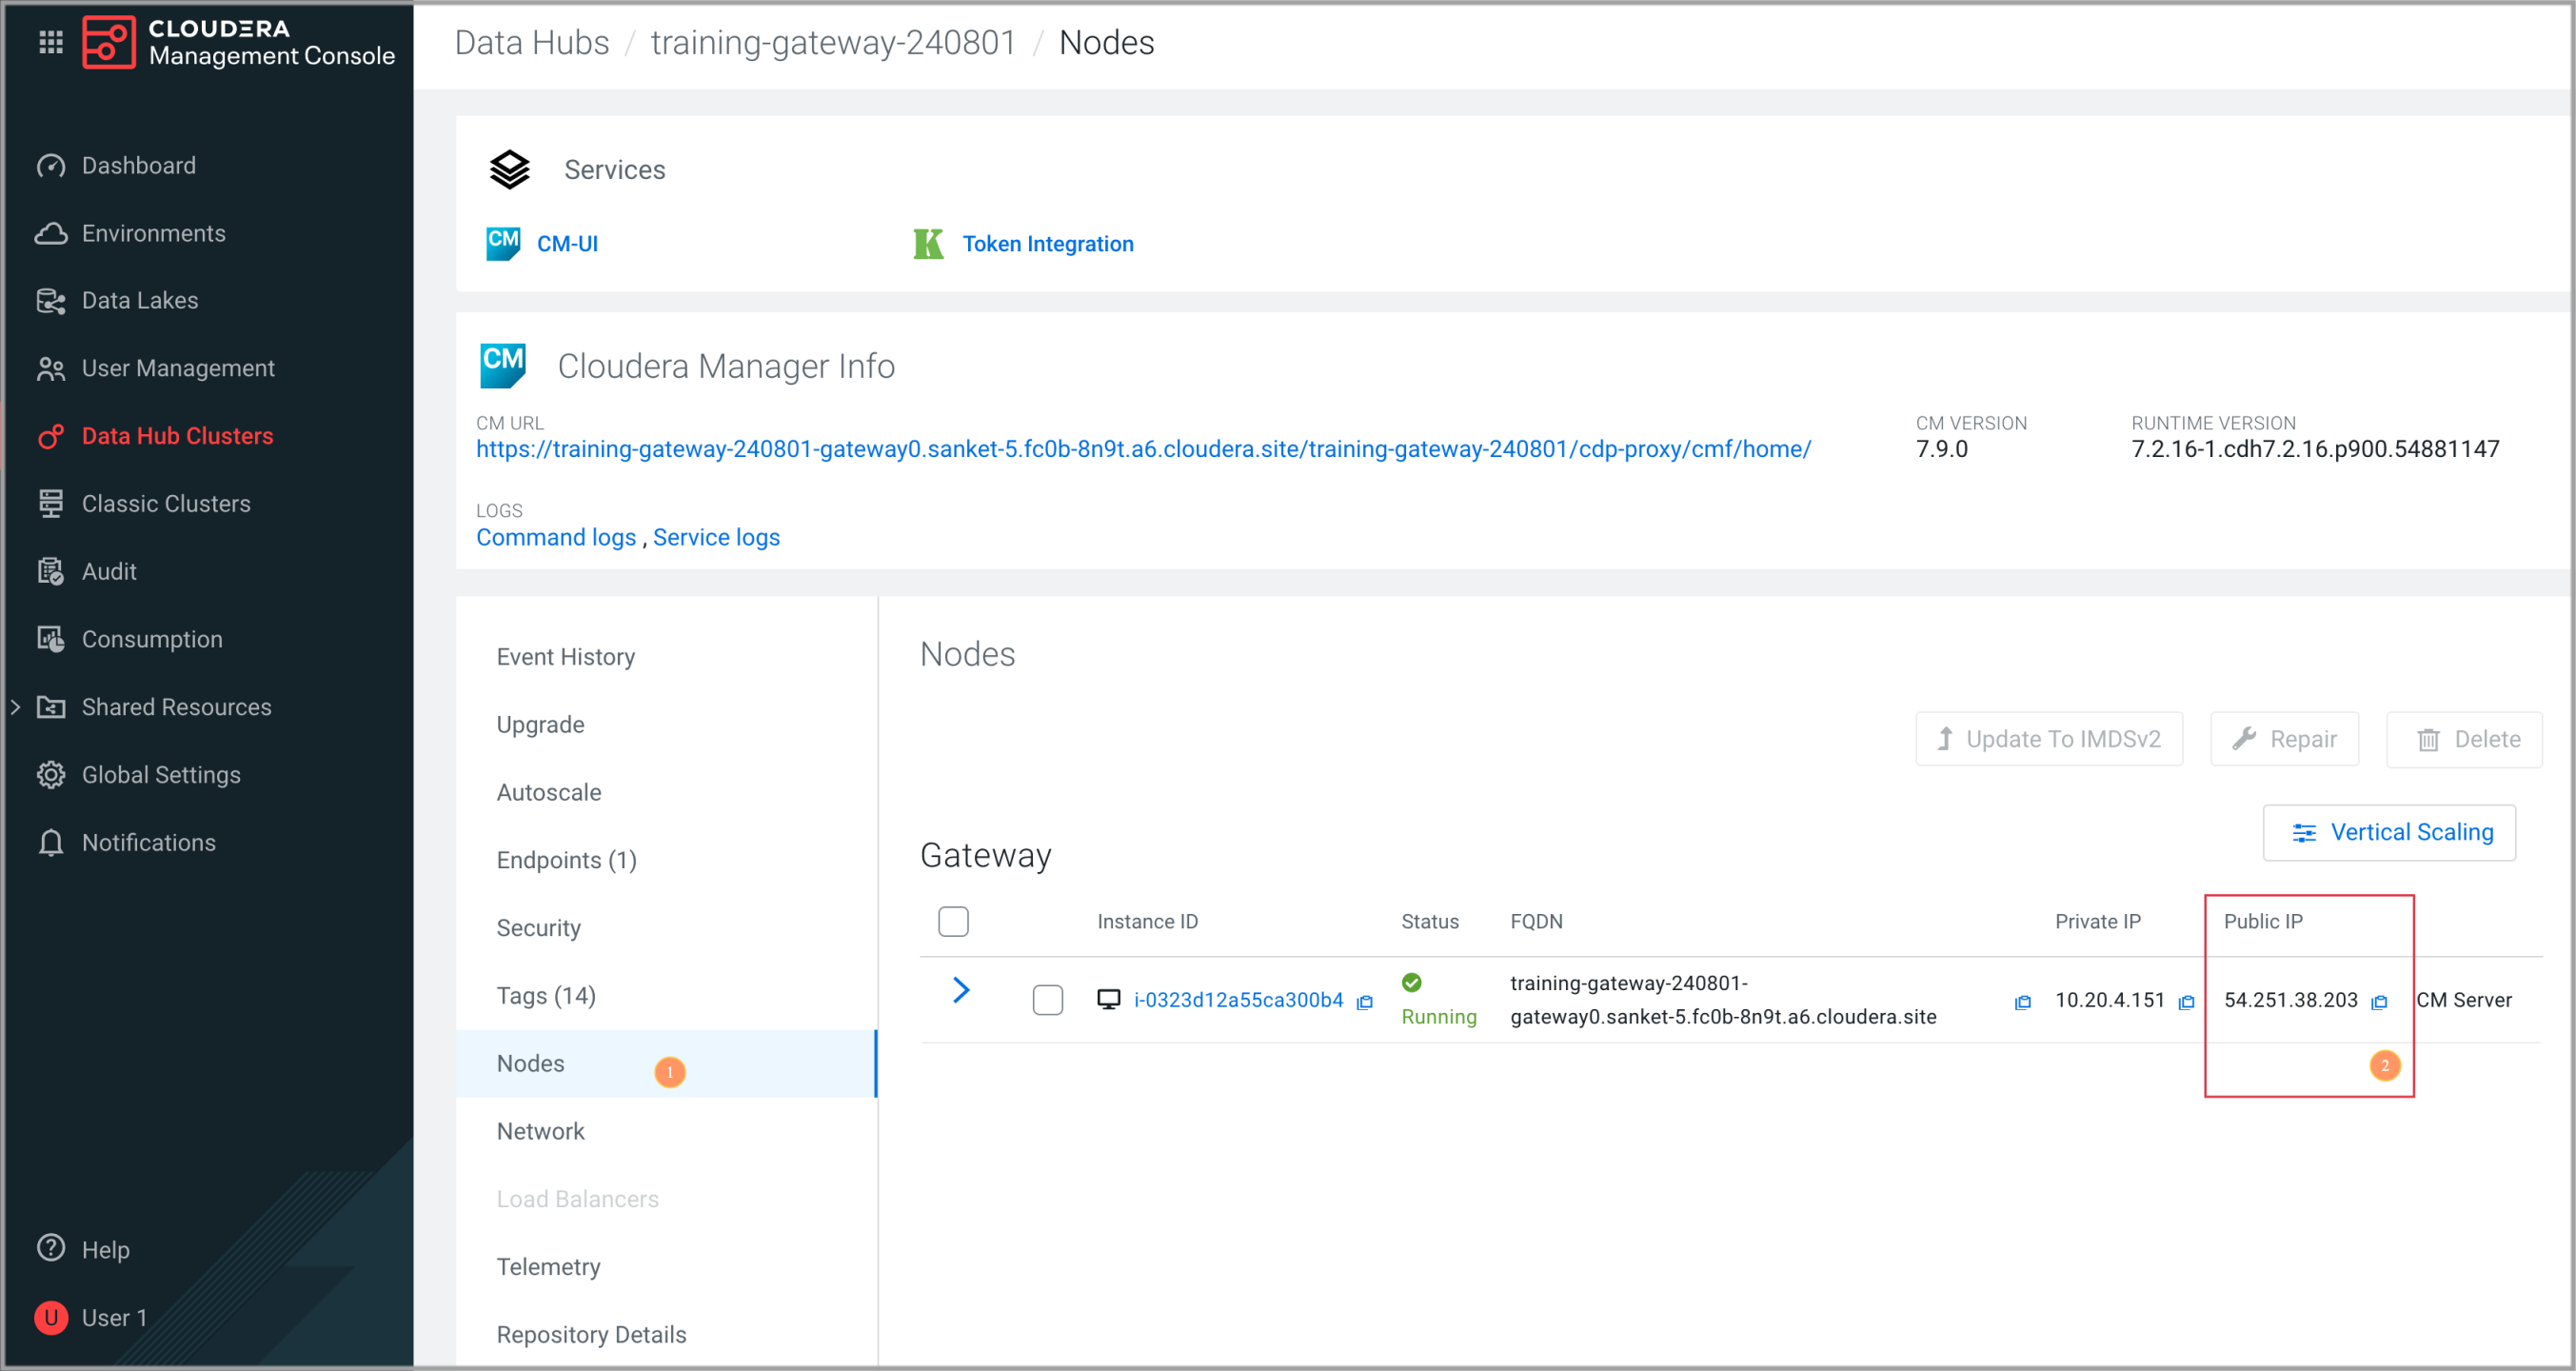 CLOUDERA
Management Console
Dashboard
Environments
Data Lakes
User Management
Data Hub Clusters
Classic Clusters
Audit
Consumption
Shared Resources
Global Settings
Notifications
Help
U User 1
Data Hubs / training-gateway-240801 / Nodes
Services
CM CM-UI
K Token Integration
CM Cloudera Manager Info
CM URL
https://training-gateway-240801-gateway0.sanket-5.fc0b-8n9t.a6.cloudera.site/training-gateway-240801/cdp-proxy/cmf/home/
CM VERSION
7.9.0
RUNTIME VERSION
7.2.16-1.cdh7.2.16.p900.54881147
LOGS
Command logs , Service logs
Event History
Upgrade
Autoscale
Endpoints (1)
Security
Tags (14)
Nodes 1
Network
Load Balancers
Telemetry
Repository Details
Nodes
Update To IMDSv2 Repair Delete
Vertical Scaling
Gateway
Instance ID Status FQDN Private IP Public IP
i-0323d12a55ca300b4
Running
training-gateway-240801-
gateway0.sanket-5.fc0b-8n9t.a6.cloudera.site
10.20.4.151
54.251.38.203
CM Server
2